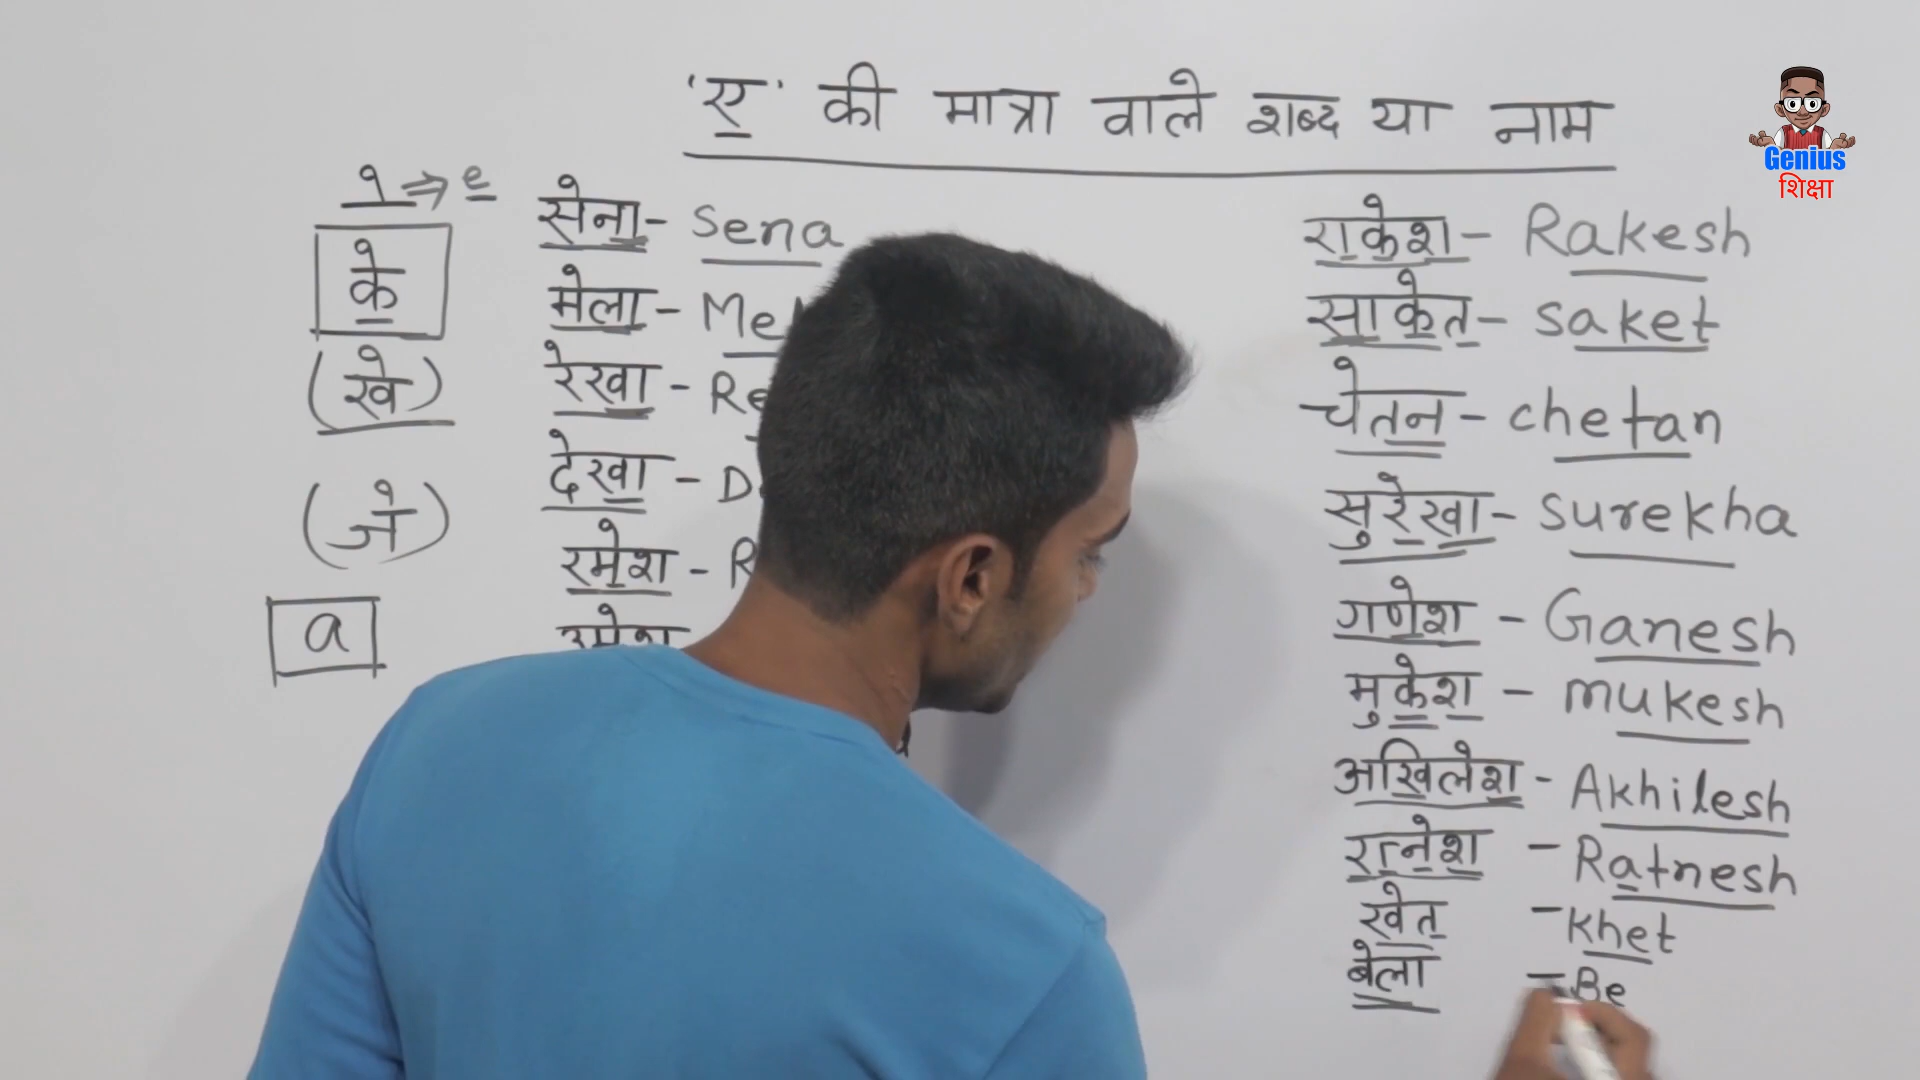 'ए' की मात्रा वाले शब्द या नाम
Genius
शिक्षा
े ⇒ e
के
(खे)
(जे)
a
सेना - Sena
मेला - Me
रेखा - Re
देखा - D
रमेश - R
उमेश
राकेश - Rakesh
साकेत - Saket
चेतन - chetan
सुरेखा - surekha
गणेश - Ganesh
मुकेश - mukesh
अखिलेश - Akhilesh
रत्नेश - Ratnesh
खेत - Khet
बेला - Be